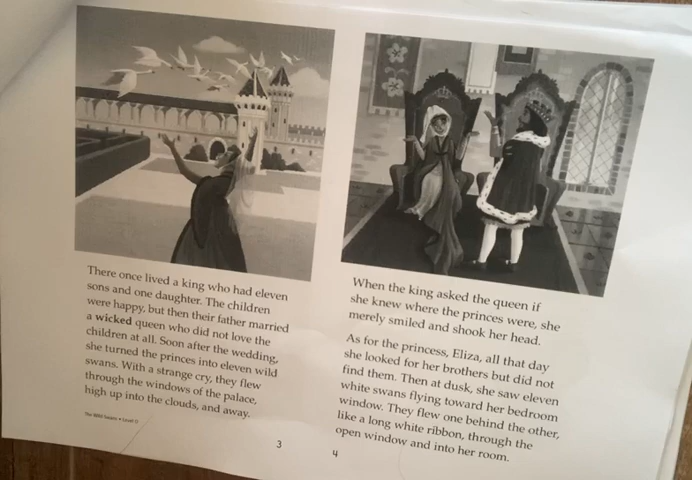 There once lived a king who had eleven
sons and one daughter. The children
were happy, but then their father married
a wicked queen who did not love the
children at all. Soon after the wedding,
she turned the princes into eleven wild
swans. With a strange cry, they flew
through the windows of the palace,
high up into the clouds, and away.
The Wild Swans • Level O
3
When the king asked the queen if
she knew where the princes were, she
merely smiled and shook her head.
As for the princess, Eliza, all that day
she looked for her brothers but did not
find them. Then at dusk, she saw eleven
white swans flying toward her bedroom
window. They flew one behind the other,
like a long white ribbon, through the
open window and into her room.
4